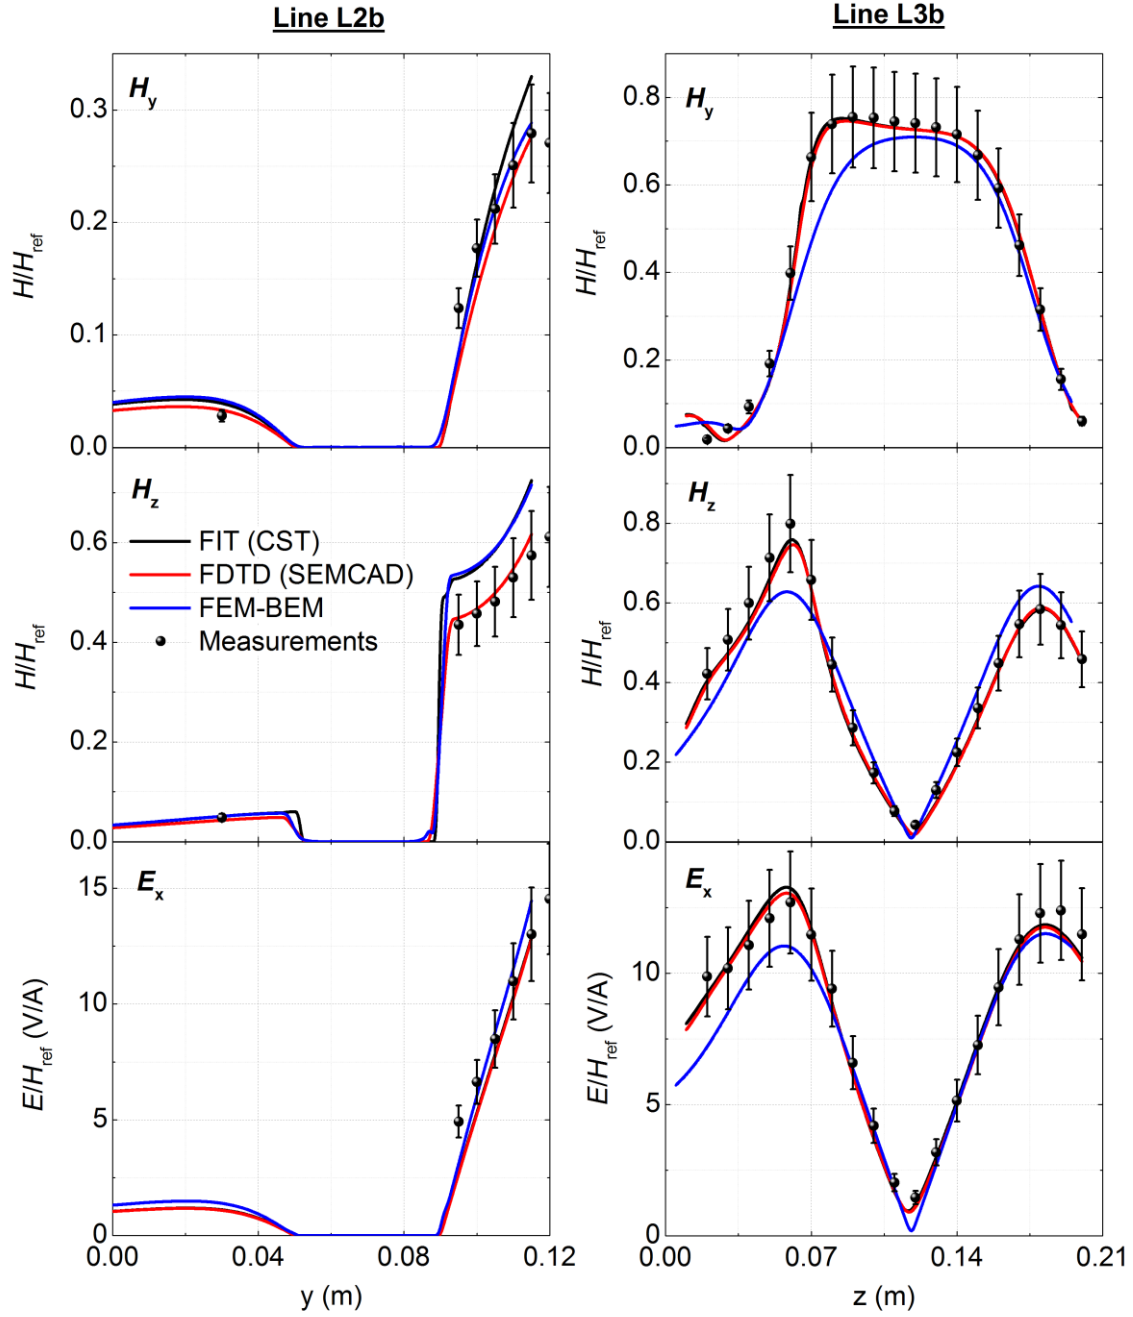 Line L2b
Line L3b
Hy
H/Href
0.3
0.2
0.1
0.0
Hy
H/Href
0.8
0.6
0.4
0.2
0.0
Hz
FIT (CST)
FDTD (SEMCAD)
FEM-BEM
Measurements
H/Href
0.6
0.4
0.2
0.0
Hz
H/Href
0.8
0.6
0.4
0.2
0.0
Ex
E/Href (V/A)
15
10
5
0
0.00 0.04 0.08 0.12
y (m)
Ex
E/Href (V/A)
10
5
0
0.00 0.07 0.14 0.21
z (m)